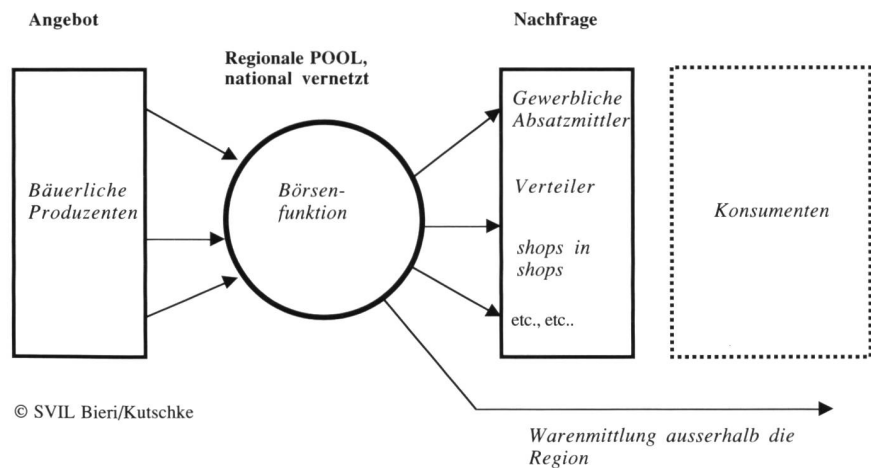 Angebot
Nachfrage
Regionale POOL,
national vernetzt
Bäuerliche
Produzenten
Börsen-
funktion
Gewerbliche
Absatzmittler
Verteiler
shops in
shops
etc., etc..
Konsumenten
© SVIL Bieri/Kutschke
Warenmittlung ausserhalb die
Region